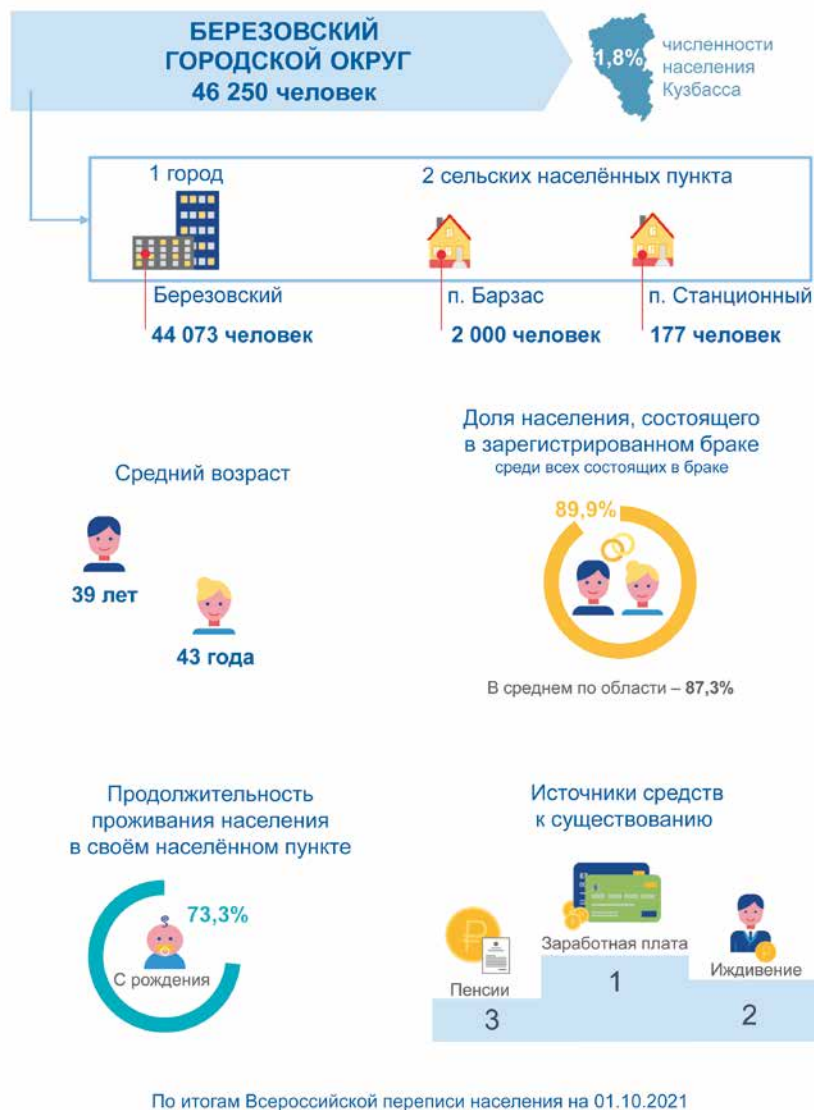 БЕРЕЗОВСКИЙ
ГОРОДСКОЙ ОКРУГ
46 250 человек
1,8%
численности
населения
Кузбасса
1 город
2 сельских населённых пункта
Березовский
п. Барзас
п. Станционный
44 073 человек
2 000 человек
177 человек
Средний возраст
39 лет
43 года
Доля населения, состоящего
в зарегистрированном браке
среди всех состоящих в браке
89,9%
В среднем по области – 87,3%
Продолжительность
проживания населения
в своём населённом пункте
73,3%
С рождения
Источники средств
к существованию
Заработная плата
Пенсии
Иждивение
1
3
2
По итогам Всероссийской переписи населения на 01.10.2021